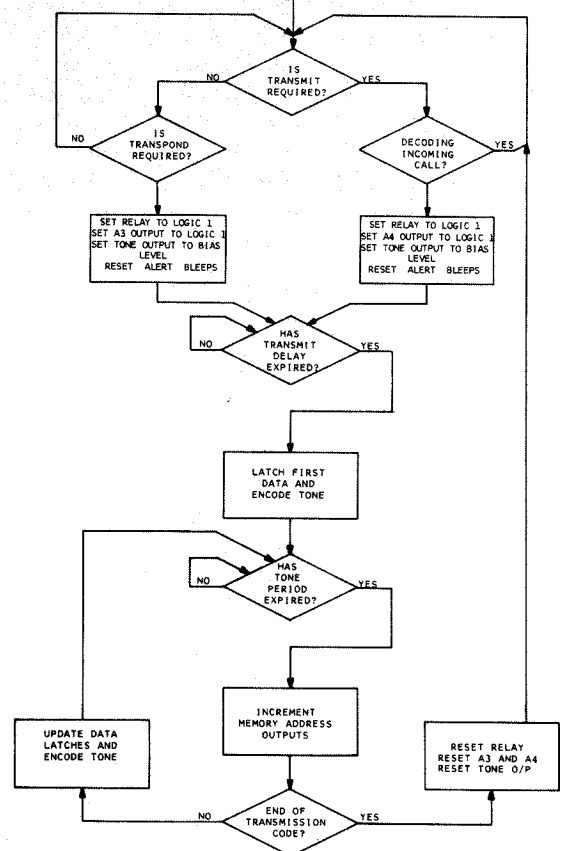 IS
TRANSMIT
REQUIRED?
NO
YES
IS
TRANSPOND
REQUIRED?
NO
DECODING
INCOMING
CALL?
YES
SET RELAY TO LOGIC 1
SET A3 OUTPUT TO LOGIC 1
SET TONE OUTPUT TO BIAS
LEVEL
RESET ALERT BLEEPS
SET RELAY TO LOGIC 1
SET A4 OUTPUT TO LOGIC 1
SET TONE OUTPUT TO BIAS
LEVEL
RESET ALERT BLEEPS
HAS
TRANSMIT
DELAY
EXPIRED?
NO
YES
LATCH FIRST
DATA AND
ENCODE TONE
HAS
TONE
PERIOD
EXPIRED?
NO
YES
INCREMENT
MEMORY ADDRESS
OUTPUTS
UPDATE DATA
LATCHES AND
ENCODE TONE
RESET RELAY
RESET A3 AND A4
RESET TONE O/P
END OF
TRANSMISSION
CODE?
NO
YES